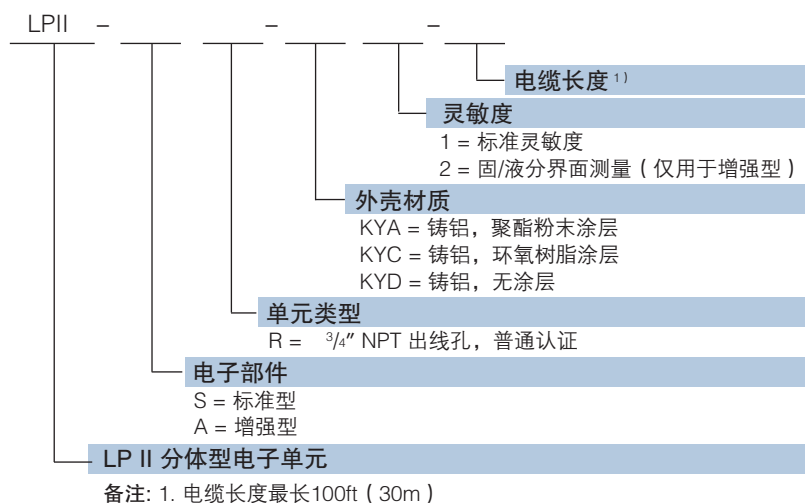 LPII – – –
电缆长度 1)
灵敏度
1 = 标准灵敏度
2 = 固/液分界面测量（仅用于增强型）
外壳材质
KYA = 铸铝，聚酯粉末涂层
KYC = 铸铝，环氧树脂涂层
KYD = 铸铝，无涂层
单元类型
R = 3/4″ NPT 出线孔，普通认证
电子部件
S = 标准型
A = 增强型
LP II 分体型电子单元
备注: 1. 电缆长度最长100ft（30m）